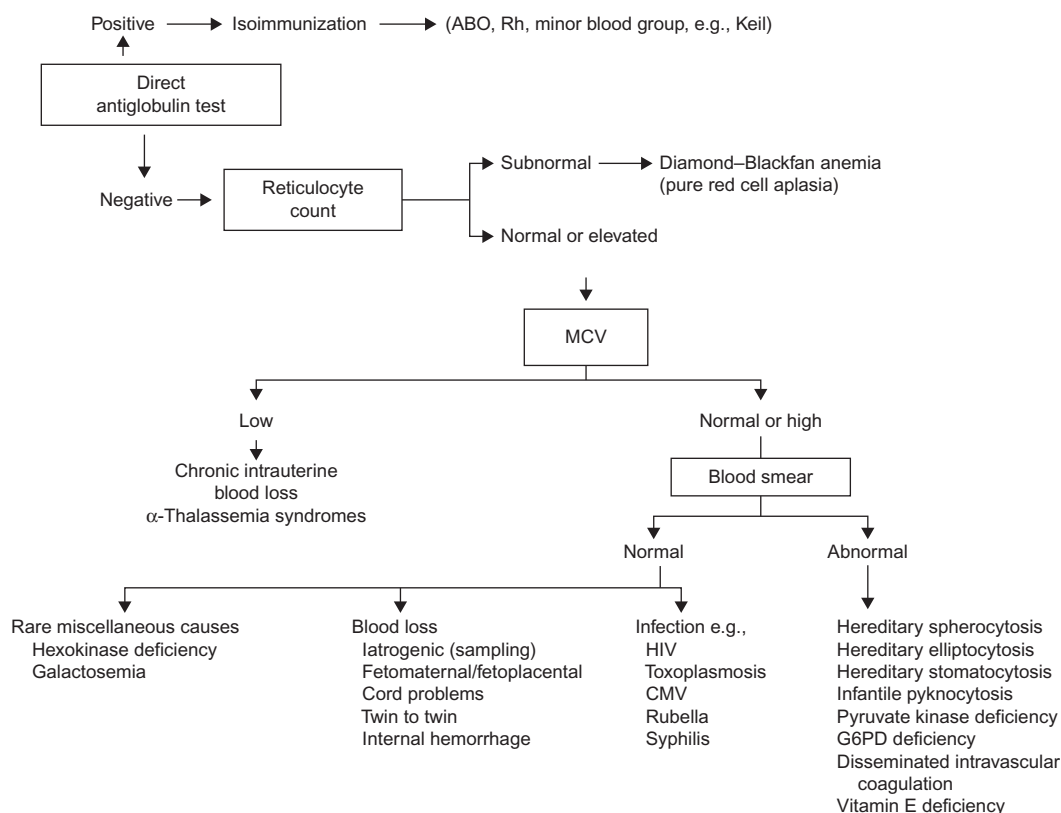 Positive
Isoimmunization
(ABO, Rh, minor blood group, e.g., Keil)
Direct
antiglobulin test
Negative
Reticulocyte
count
Subnormal
Diamond–Blackfan anemia
(pure red cell aplasia)
Normal or elevated
MCV
Low
Chronic intrauterine
blood loss
α-Thalassemia syndromes
Normal or high
Blood smear
Normal
Abnormal
Rare miscellaneous causes
Hexokinase deficiency
Galactosemia
Blood loss
Iatrogenic (sampling)
Fetomaternal/fetoplacental
Cord problems
Twin to twin
Internal hemorrhage
Infection e.g.,
HIV
Toxoplasmosis
CMV
Rubella
Syphilis
Hereditary spherocytosis
Hereditary elliptocytosis
Hereditary stomatocytosis
Infantile pyknocytosis
Pyruvate kinase deficiency
G6PD deficiency
Disseminated intravascular
coagulation
Vitamin E deficiency